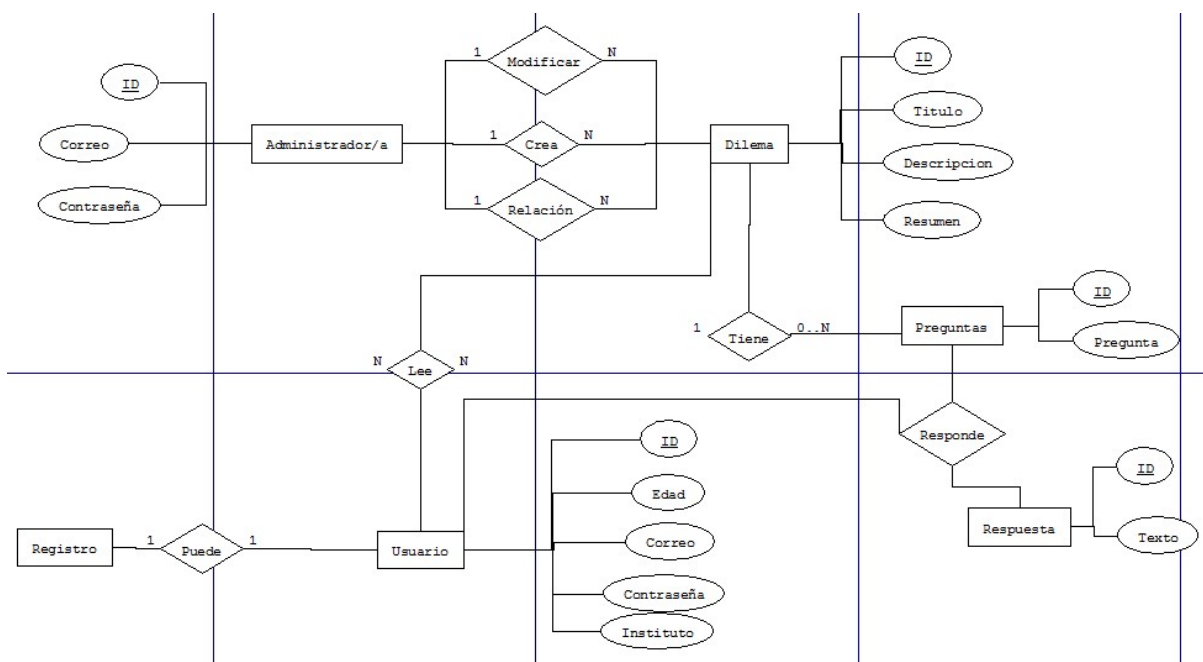 1
Modificar
N
ID
ID
Titulo
Correo
Administrador/a
1
Crea
N
Dilema
Descripcion
Contraseña
1
Relación
N
Resumen
ID
1
Tiene
0..N
Preguntas
Pregunta
N
Lee
N
ID
Responde
ID
Edad
Respuesta
Texto
Registro
1
Puede
1
Usuario
Correo
Contraseña
Instituto